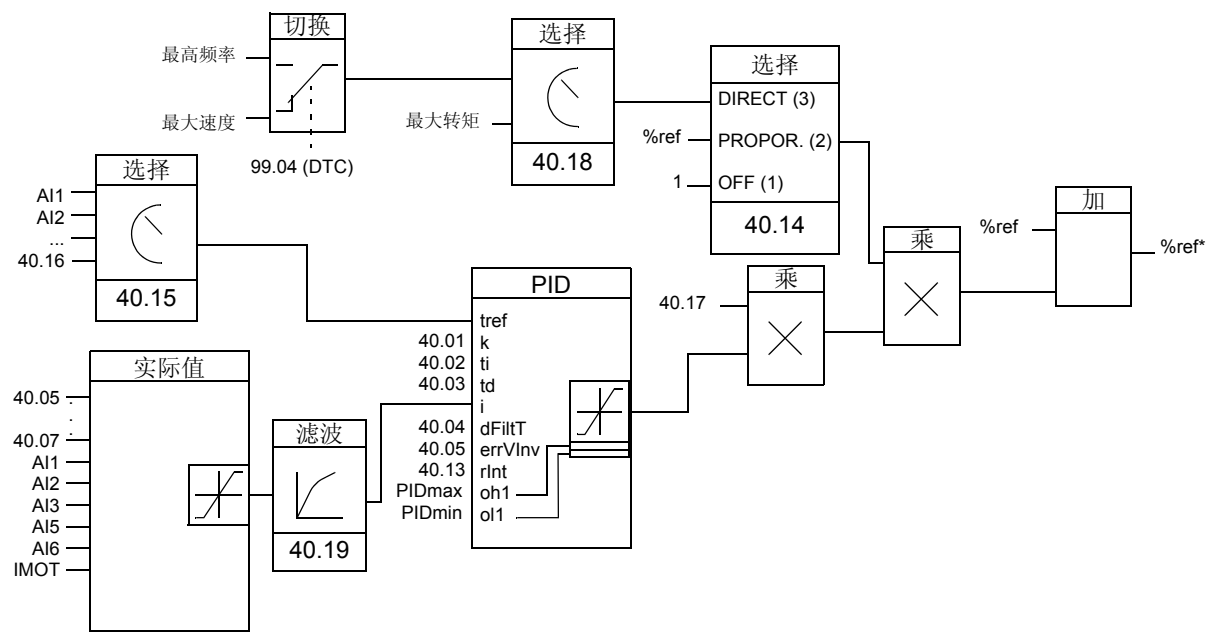 切换
最高频率
最大速度
99.04 (DTC)
选择
最大转矩
40.18
选择
DIRECT (3)
%ref
PROPOR. (2)
1
OFF (1)
40.14
选择
AI1
AI2
...
40.16
40.15
PID
tref
40.01
k
40.02
ti
40.03
td
i
40.04
dFiltT
40.05
errVInv
40.13
rInt
PIDmax
oh1
PIDmin
ol1
实际值
40.05
.
.
40.07
AI1
AI2
AI3
AI5
AI6
IMOT
滤波
40.19
乘
40.17
乘
加
%ref
%ref*